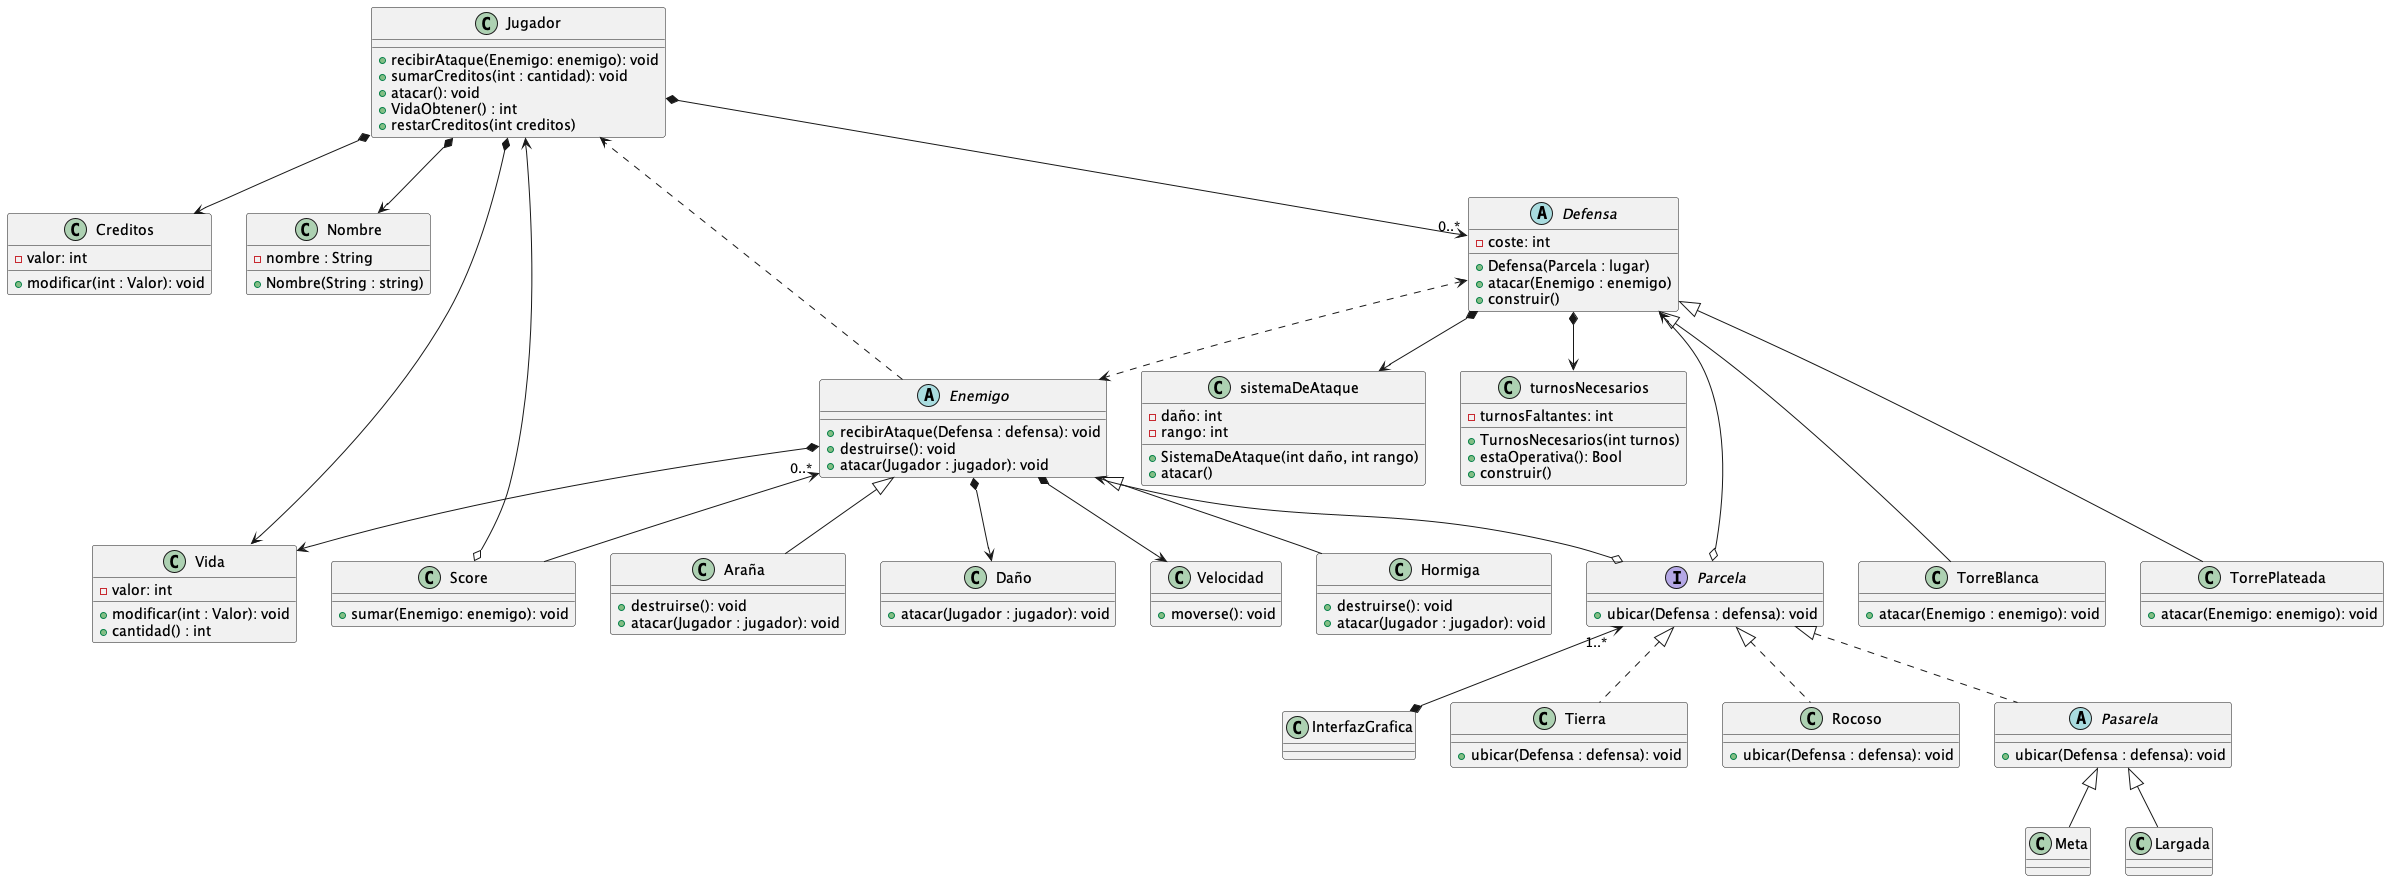 C Jugador
recibirAtaque(Enemigo: enemigo): void
sumarCreditos(int : cantidad): void
atacar(): void
VidaObtener() : int
restarCreditos(int creditos)
C Creditos
valor: int
modificar(int : Valor): void
C Nombre
nombre : String
Nombre(String : string)
0..*
A Defensa
coste: int
Defensa(Parcela : lugar)
atacar(Enemigo : enemigo)
construir()
A Enemigo
recibirAtaque(Defensa : defensa): void
destruirse(): void
atacar(Jugador : jugador): void
0..*
C sistemaDeAtaque
daño: int
rango: int
SistemaDeAtaque(int daño, int rango)
atacar()
C turnosNecesarios
turnosFaltantes: int
TurnosNecesarios(int turnos)
estaOperativa(): Bool
construir()
C Vida
valor: int
modificar(int : Valor): void
cantidad() : int
C Score
sumar(Enemigo: enemigo): void
C Araña
destruirse(): void
atacar(Jugador : jugador): void
C Daño
atacar(Jugador : jugador): void
C Velocidad
moverse(): void
C Hormiga
destruirse(): void
atacar(Jugador : jugador): void
I Parcela
ubicar(Defensa : defensa): void
1..*
C TorreBlanca
atacar(Enemigo : enemigo): void
C TorrePlateada
atacar(Enemigo: enemigo): void
C InterfazGrafica
C Tierra
ubicar(Defensa : defensa): void
C Rocoso
ubicar(Defensa : defensa): void
A Pasarela
ubicar(Defensa : defensa): void
C Meta
C Largada